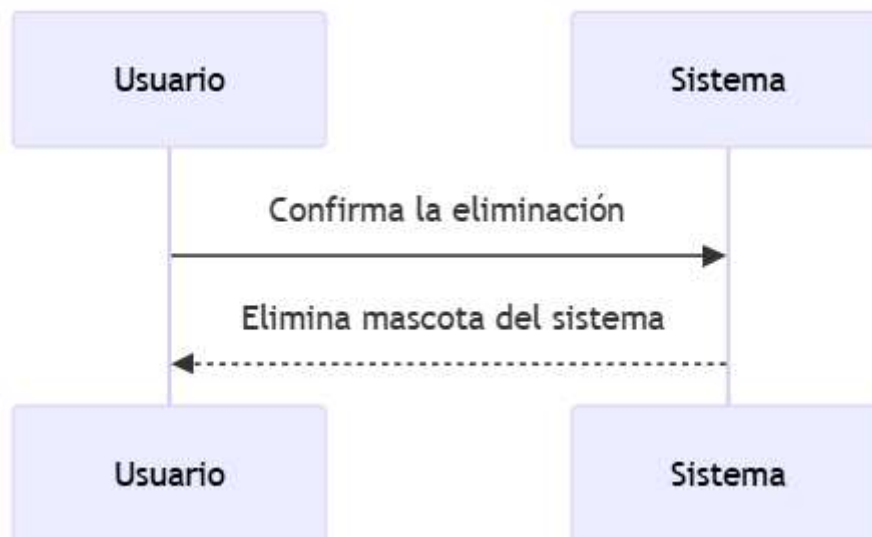 Usuario
Sistema
Confirma la eliminación
Elimina mascota del sistema
Usuario
Sistema